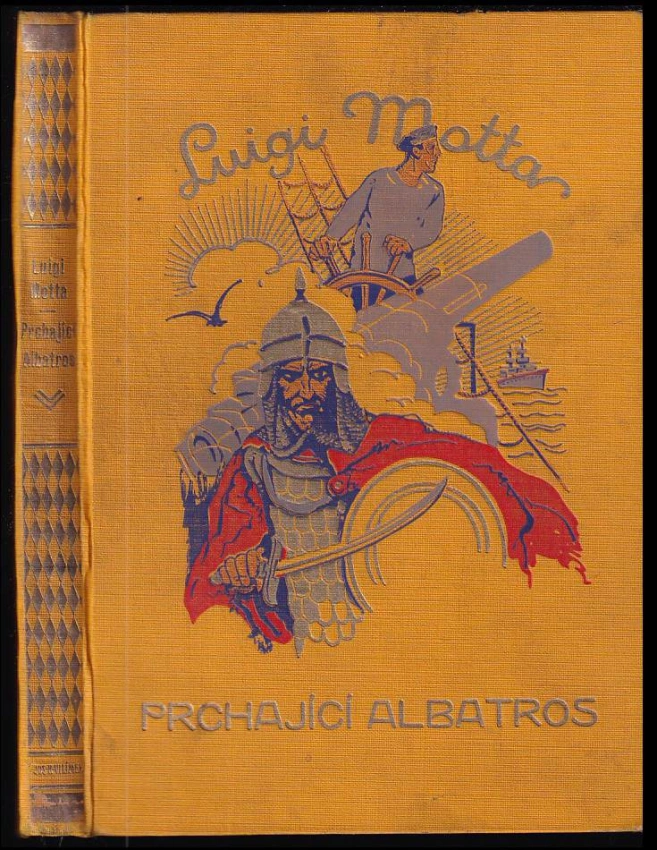 Luigi Motta
PRCHAJÍCÍ ALBATROS
Luigi
Motta
Prchající
Albatros